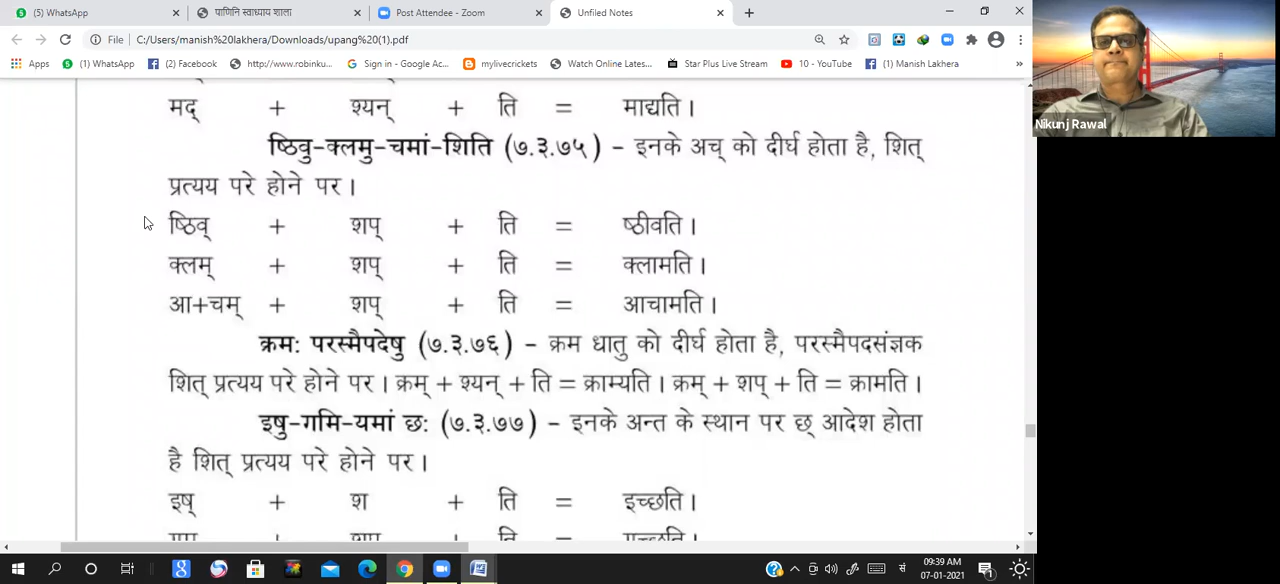 (5) WhatsApp
पाणिनि स्वाध्याय शाला
Post Attendee - Zoom
Unfiled Notes
File C:/Users/manish%20lakhera/Downloads/upang%20(1).pdf
Apps (1) WhatsApp (2) Facebook http://www.robinku... Sign in - Google Ac... mylivecrickets Watch Online Lates... Star Plus Live Stream 10 - YouTube (1) Manish Lakhera »
Nikunj Rawal
मद् + श्यन् + ति = माद्यति।
ष्ठिवु-क्लमु-चमां-शिति (७.३.७५) - इनके अच् को दीर्घ होता है, शित्
प्रत्यय परे होने पर।
ष्ठिव् + शप् + ति = ष्ठीवति।
क्लम् + शप् + ति = क्लामति।
आ+चम् + शप् + ति = आचामति।
क्रम: परस्मैपदेषु (७.३.७६) - क्रम धातु को दीर्घ होता है, परस्मैपदसंज्ञक
शित् प्रत्यय परे होने पर। क्रम् + श्यन् + ति = क्राम्यति। क्रम् + शप् + ति = क्रामति।
इषु-गमि-यमां छ: (७.३.७७) - इनके अन्त के स्थान पर छ् आदेश होता
है शित् प्रत्यय परे होने पर।
इष् + श + ति = इच्छति।
09:39 AM
07-01-2021